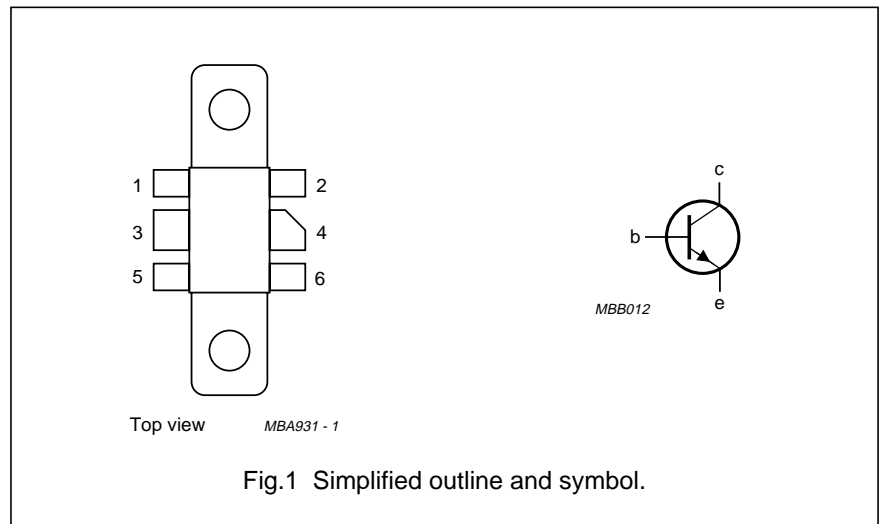 1 2
3 4
5 6
c
b
e
MBB012
Top view MBA931 - 1
Fig.1 Simplified outline and symbol.